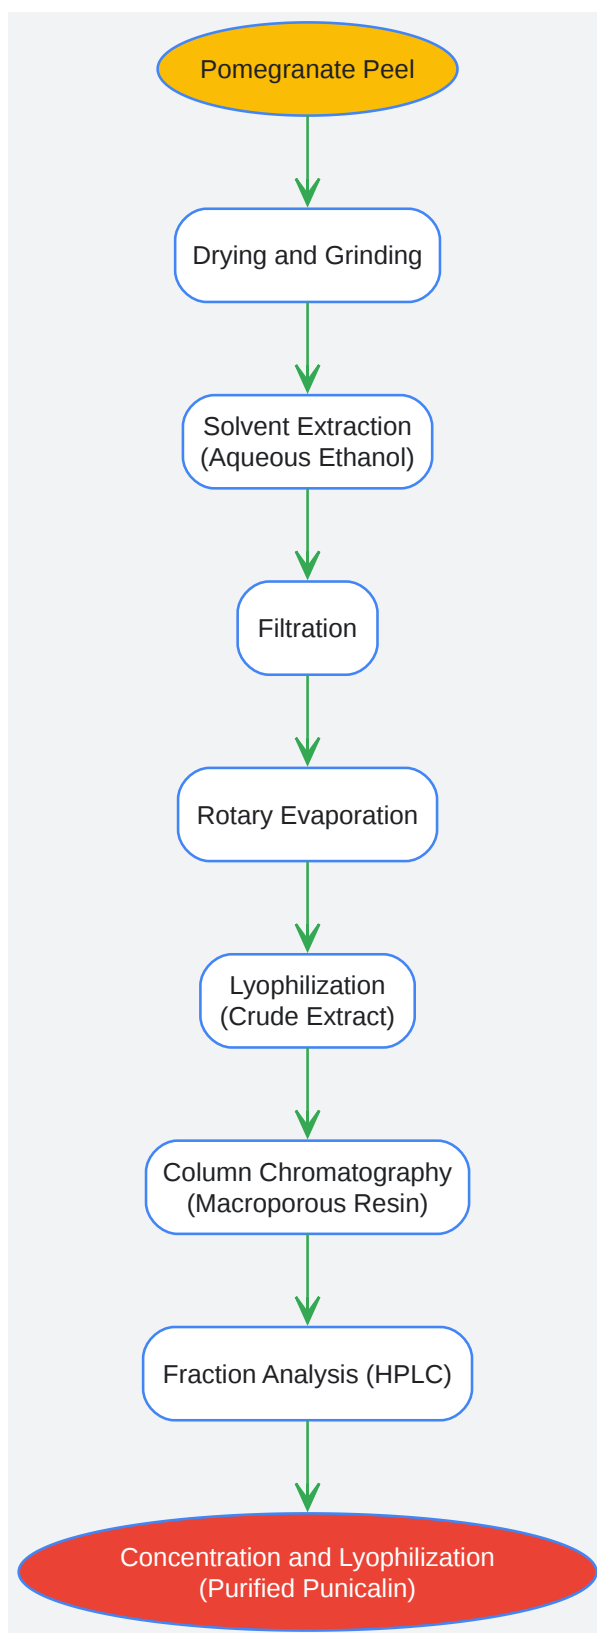 Pomegranate Peel
Drying and Grinding
Solvent Extraction
(Aqueous Ethanol)
Filtration
Rotary Evaporation
Lyophilization
(Crude Extract)
Column Chromatography
(Macroporous Resin)
Fraction Analysis (HPLC)
Concentration and Lyophilization
(Purified Punicalin)